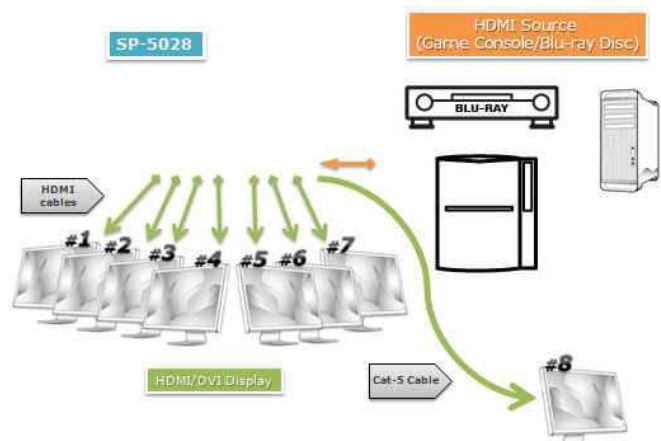 SP-5028
HDMI Source
(Game Console/Blu-ray Disc)
BLU-RAY
HDMI
cables
#1
#2
#3
#4
#5
#6
#7
HDMI/DVI Display
Cat-5 Cable
#8